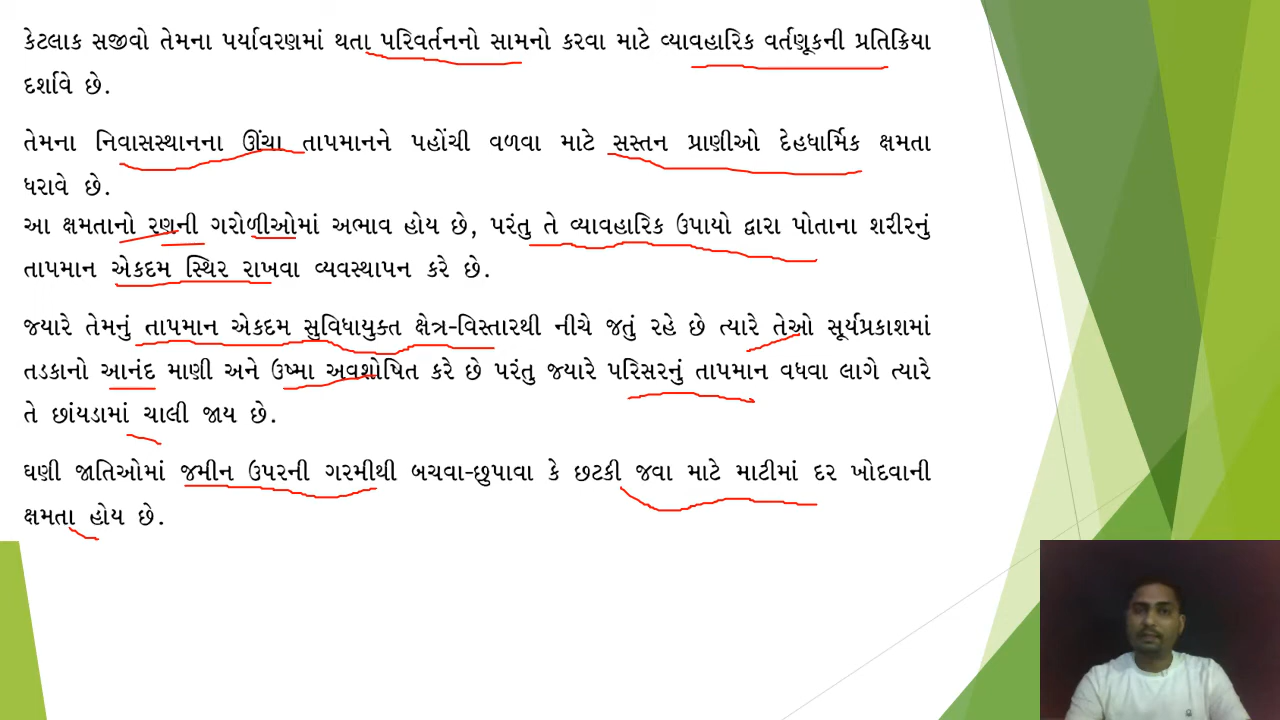 કેટલાક સજીવો તેમના પર્યાવરણમાં થતા પરિવર્તનનો સામનો કરવા માટે વ્યાવહારિક વર્તણૂકની પ્રતિક્રિયા
દર્શાવે છે.
તેમના નિવાસસ્થાનના ઊંચા તાપમાનને પહોંચી વળવા માટે સસ્તન પ્રાણીઓ દેહધાર્મિક ક્ષમતા
ધરાવે છે.
આ ક્ષમતાનો રણની ગરોળીઓમાં અભાવ હોય છે, પરંતુ તે વ્યાવહારિક ઉપાયો દ્વારા પોતાના શરીરનું
તાપમાન એકદમ સ્થિર રાખવા વ્યવસ્થાપન કરે છે.
જ્યારે તેમનું તાપમાન એકદમ સુવિધાયુક્ત ક્ષેત્ર-વિસ્તારથી નીચે જતું રહે છે ત્યારે તેઓ સૂર્યપ્રકાશમાં
તડકાનો આનંદ માણી અને ઉષ્મા અવશોષિત કરે છે પરંતુ જ્યારે પરિસરનું તાપમાન વધવા લાગે ત્યારે
તે છાંયડામાં ચાલી જાય છે.
ઘણી જાતિઓમાં જમીન ઉપરની ગરમીથી બચવા-છુપાવા કે છટકી જવા માટે માટીમાં દર ખોદવાની
ક્ષમતા હોય છે.